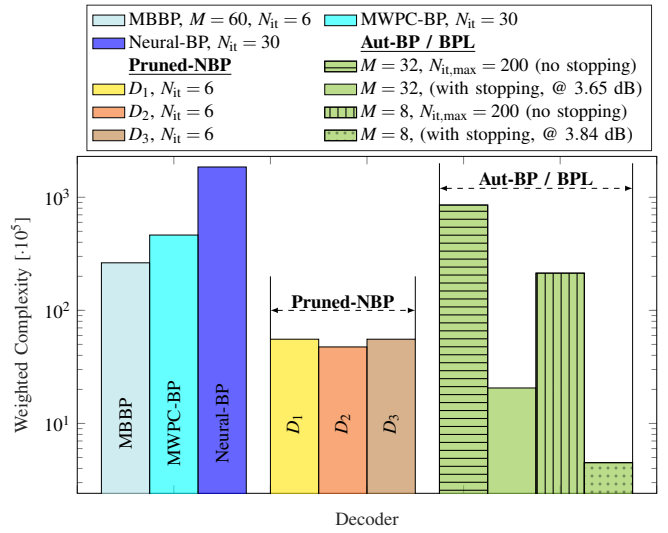 MBBP, M = 60, N_it = 6
MWPC-BP, N_it = 30
Neural-BP, N_it = 30
Aut-BP / BPL
Pruned-NBP
M = 32, N_it,max = 200 (no stopping)
D_1, N_it = 6
M = 32, (with stopping, @ 3.65 dB)
D_2, N_it = 6
M = 8, N_it,max = 200 (no stopping)
D_3, N_it = 6
M = 8, (with stopping, @ 3.84 dB)
Weighted Complexity [·10^5]
10^3
10^2
10^1
Aut-BP / BPL
Pruned-NBP
MBBP
MWPC-BP
Neural-BP
D_1
D_2
D_3
Decoder